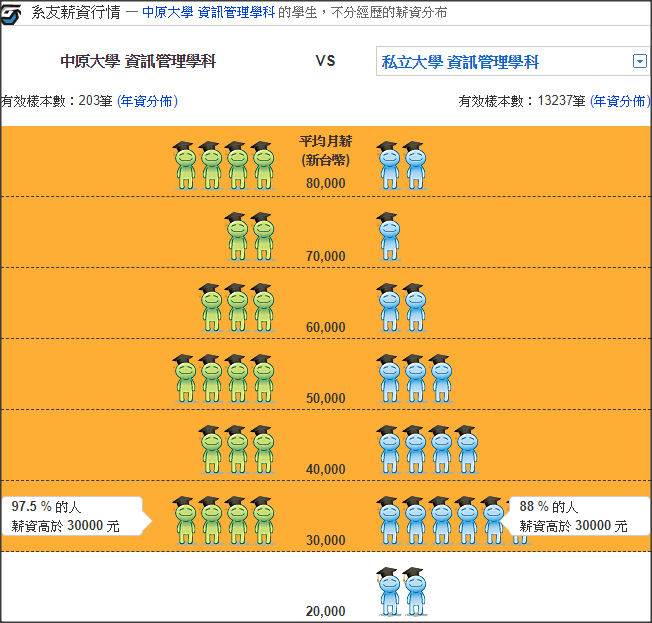 系友薪資行情 — 中原大學 資訊管理學科 的學生，不分經歷的薪資分布
中原大學 資訊管理學科 VS 私立大學 資訊管理學科
有效樣本數：203筆 (年資分佈) 有效樣本數：13237筆 (年資分佈)
平均月薪
(新台幣)
80,000
70,000
60,000
50,000
40,000
97.5 % 的人 88 % 的人
薪資高於 30000 元 薪資高於 30000 元
30,000
20,000